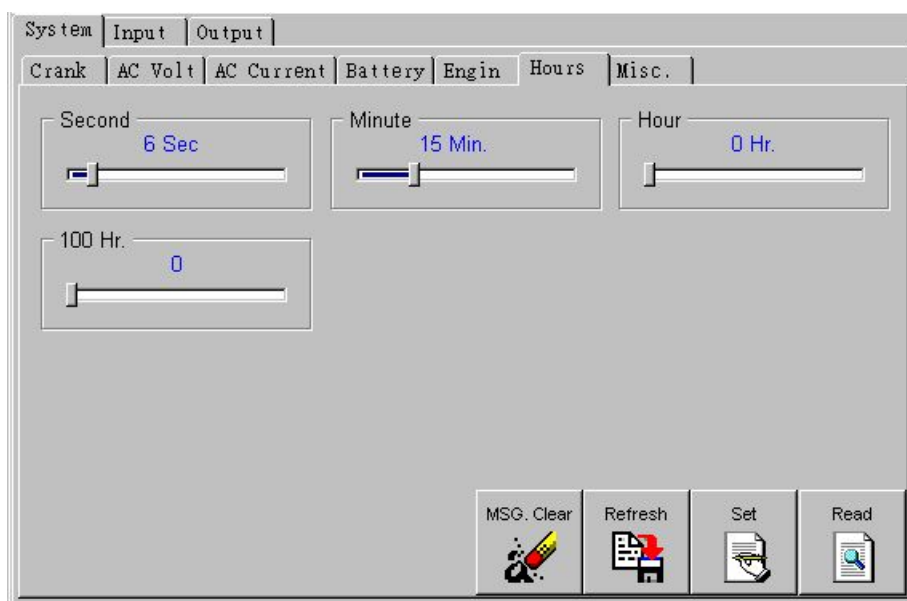 System Input Output
Crank AC Volt AC Current Battery Engin Hours Misc.
Second Minute Hour
6 Sec 15 Min. 0 Hr.
100 Hr.
0
MSG. Clear Refresh Set Read